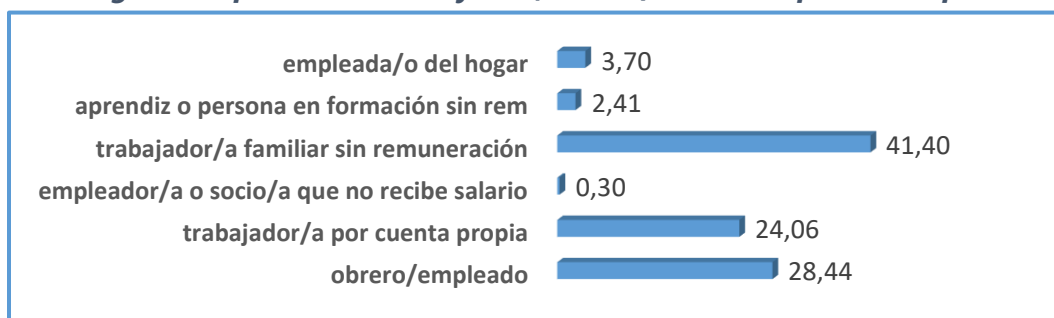 empleada/o del hogar 3,70
aprendiz o persona en formación sin rem 2,41
trabajador/a familiar sin remuneración 41,40
empleador/a o socio/a que no recibe salario 0,30
trabajador/a por cuenta propia 24,06
obrero/empleado 28,44